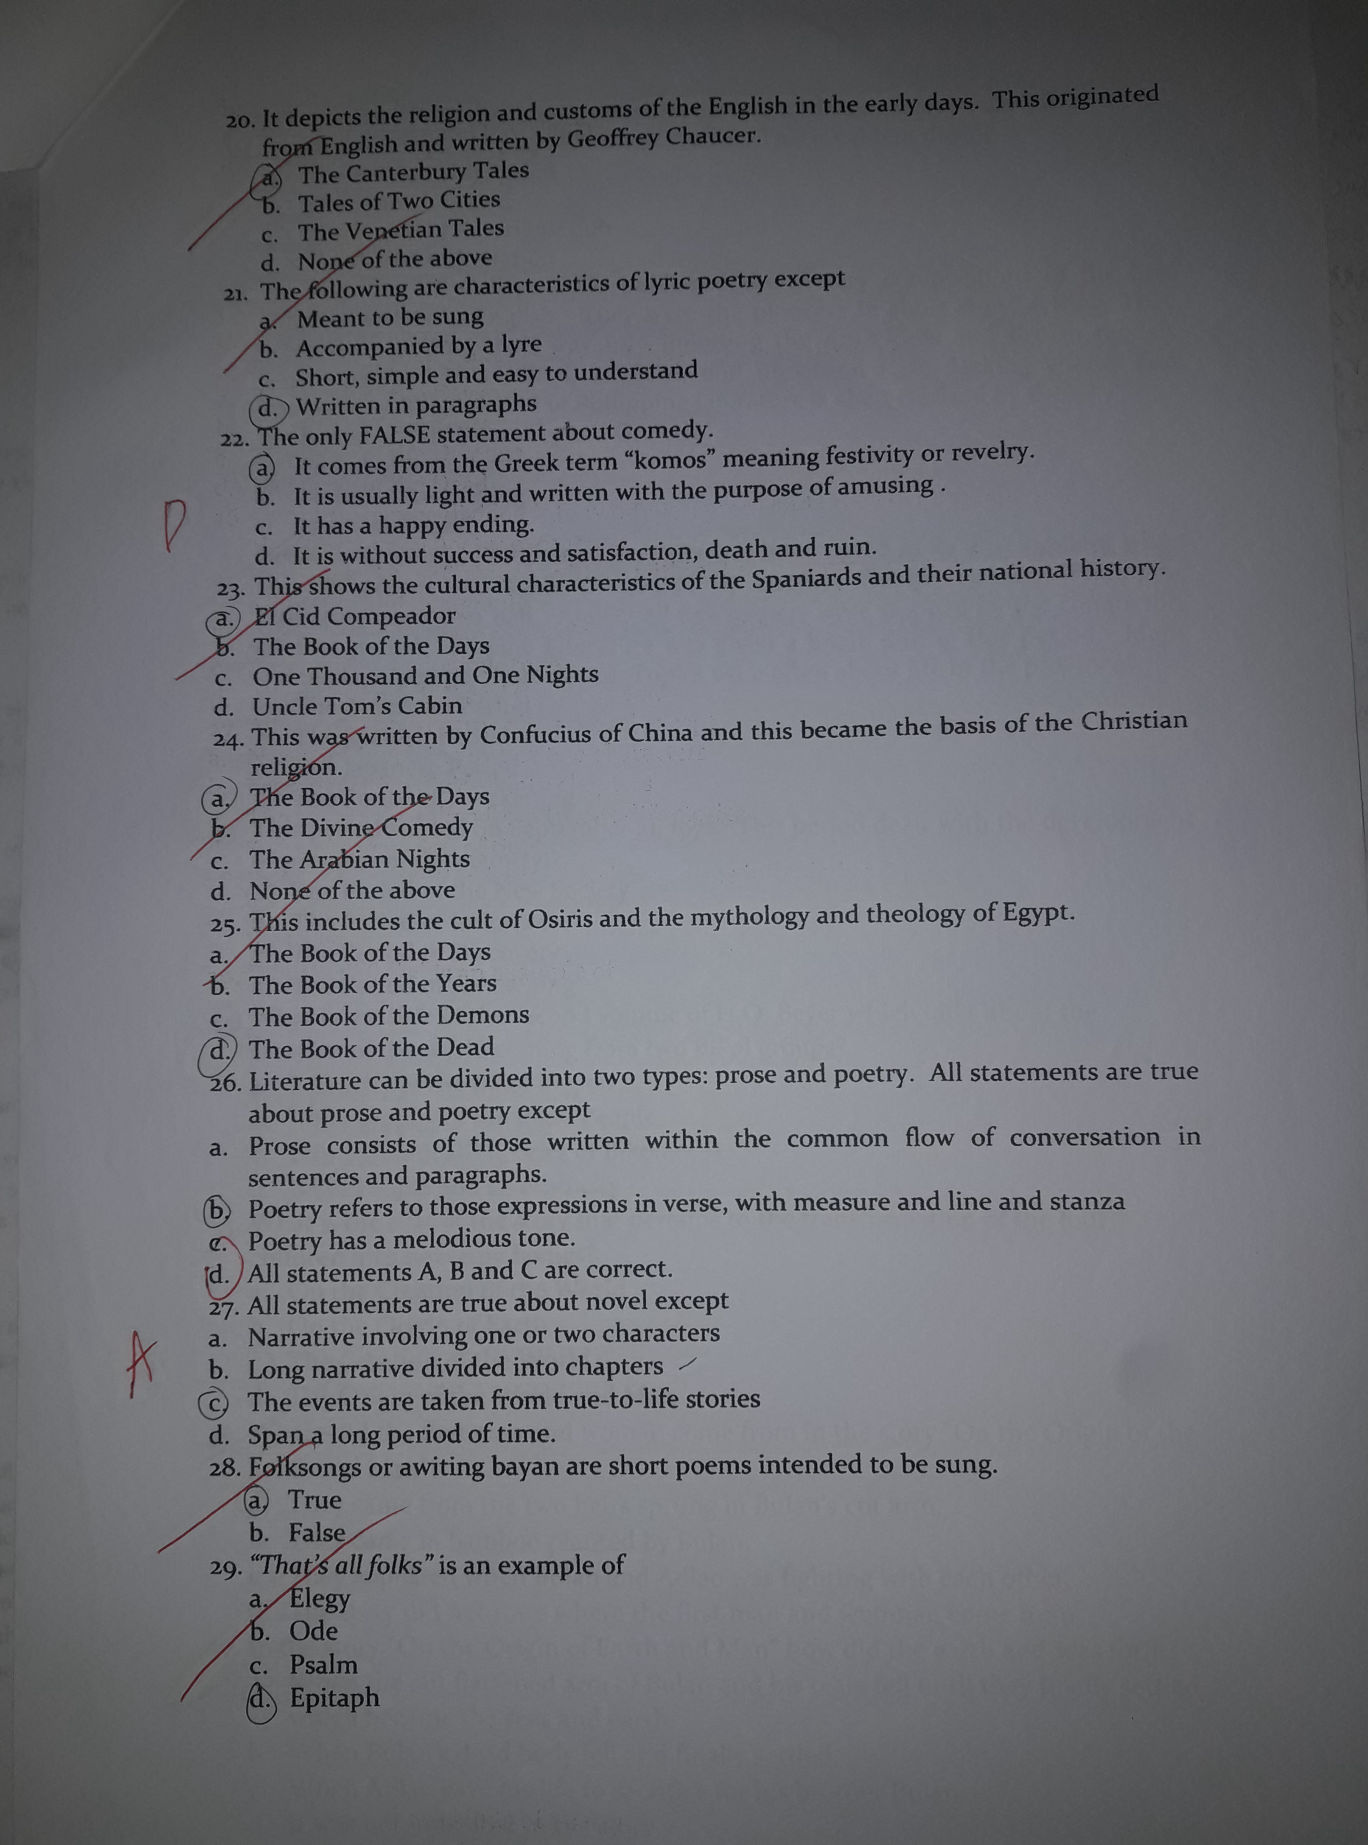 20. It depicts the religion and customs of the English in the early days. This originated
from English and written by Geoffrey Chaucer.
a. The Canterbury Tales
b. Tales of Two Cities
c. The Venetian Tales
d. None of the above
21. The following are characteristics of lyric poetry except
a. Meant to be sung
b. Accompanied by a lyre
c. Short, simple and easy to understand
d. Written in paragraphs
22. The only FALSE statement about comedy.
a It comes from the Greek term “komos” meaning festivity or revelry.
b. It is usually light and written with the purpose of amusing .
D
c. It has a happy ending.
d. It is without success and satisfaction, death and ruin.
23. This shows the cultural characteristics of the Spaniards and their national history.
a. El Cid Compeador
b. The Book of the Days
c. One Thousand and One Nights
d. Uncle Tom’s Cabin
24. This was written by Confucius of China and this became the basis of the Christian
religion.
a. The Book of the Days
b. The Divine Comedy
c. The Arabian Nights
d. None of the above
25. This includes the cult of Osiris and the mythology and theology of Egypt.
a. The Book of the Days
b. The Book of the Years
c. The Book of the Demons
d. The Book of the Dead
26. Literature can be divided into two types: prose and poetry. All statements are true
about prose and poetry except
a. Prose consists of those written within the common flow of conversation in
sentences and paragraphs.
b. Poetry refers to those expressions in verse, with measure and line and stanza
c. Poetry has a melodious tone.
d. All statements A, B and C are correct.
27. All statements are true about novel except
a. Narrative involving one or two characters
A
b. Long narrative divided into chapters
c. The events are taken from true-to-life stories
d. Span a long period of time.
28. Folksongs or awiting bayan are short poems intended to be sung.
a. True
b. False
29. “That’s all folks” is an example of
a. Elegy
b. Ode
c. Psalm
d. Epitaph